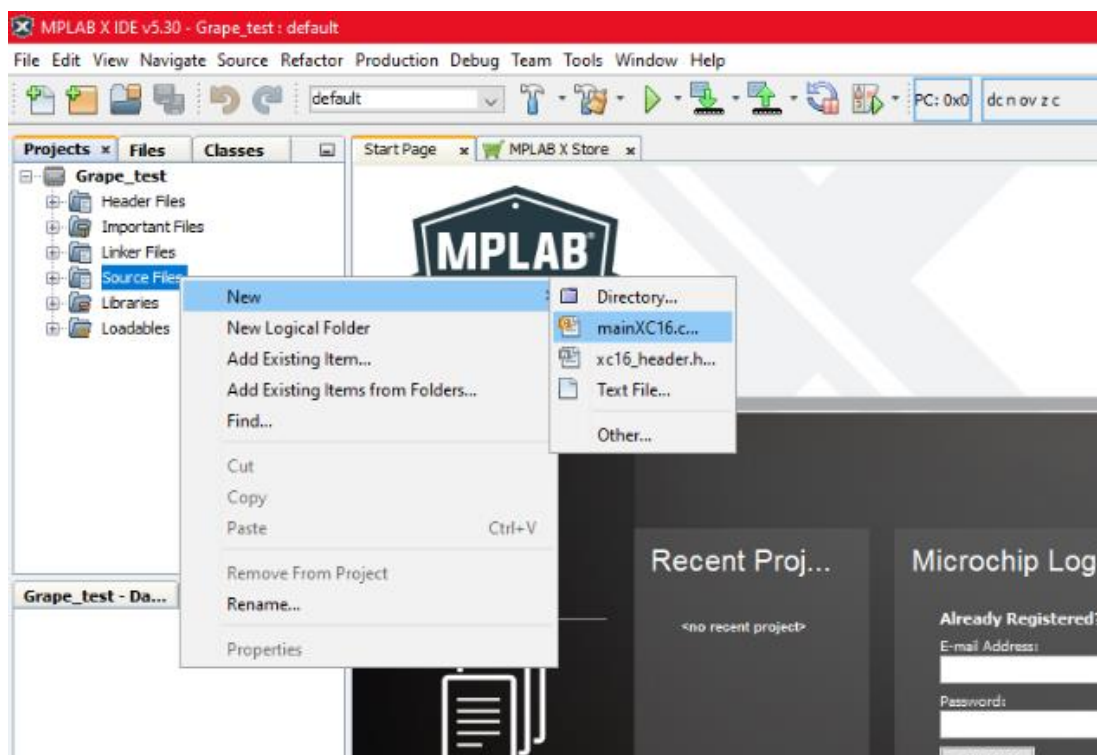 MPLAB X IDE v5.30 - Grape_test : default
File Edit View Navigate Source Refactor Production Debug Team Tools Window Help
default
PC: 0x0
dc n ov z c
Projects × Files Classes
Start Page × MPLAB X Store ×
Grape_test
Header Files
Important Files
Linker Files
Source Files
Libraries
Loadables
MPLAB
New
New Logical Folder
Add Existing Item...
Add Existing Items from Folders...
Find...
Cut
Copy
Paste Ctrl+V
Remove From Project
Rename...
Properties
Directory...
mainXC16.c...
xc16_header.h...
Text File...
Other...
Grape_test - Da...
Recent Proj...
<no recent project>
Microchip Log
Already Registered?
E-mail Address:
Password: